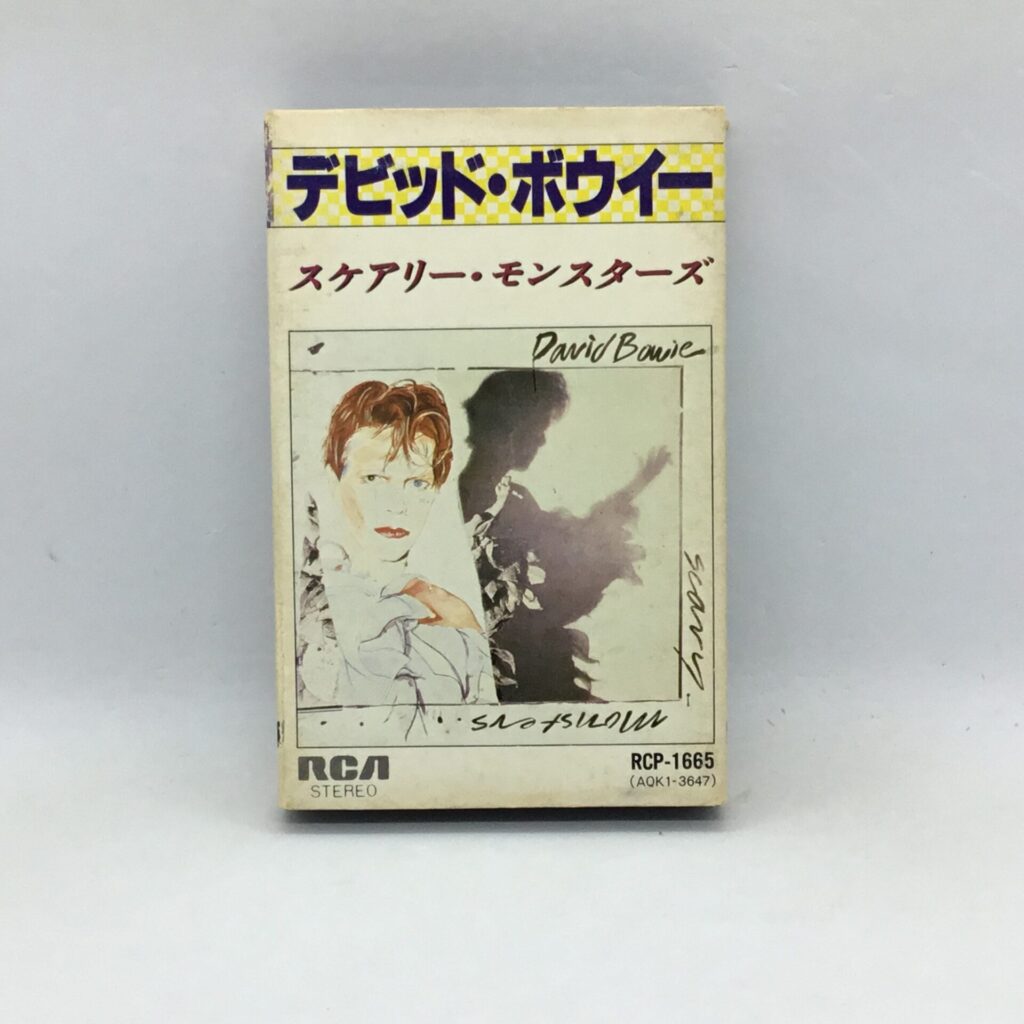 デビッド・ボウイー
スケアリー・モンスターズ
David Bowie
scary
monsters
RCA
STEREO
RCP-1665
(AQK1-3647)